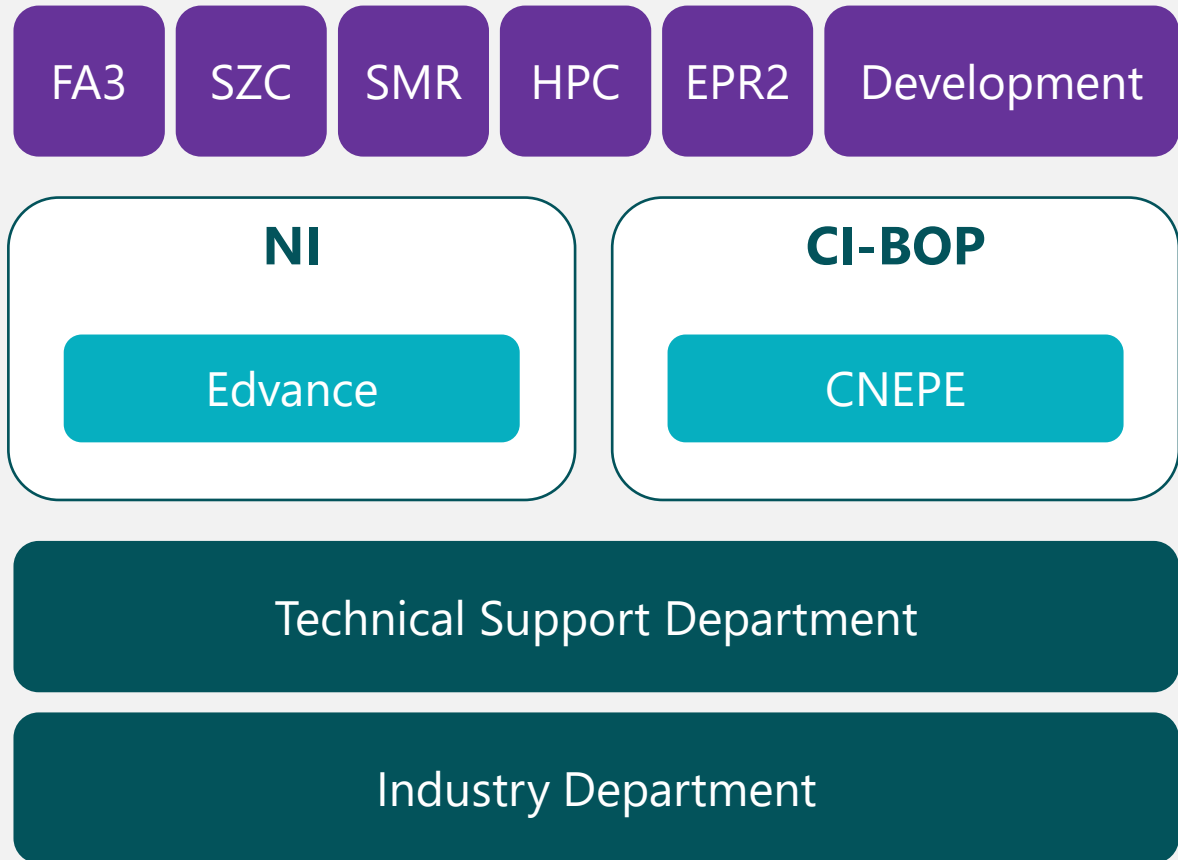 FA3
SZC
SMR
HPC
EPR2
Development
NI
CI-BOP
Edvance
CNEPE
Technical Support Department
Industry Department